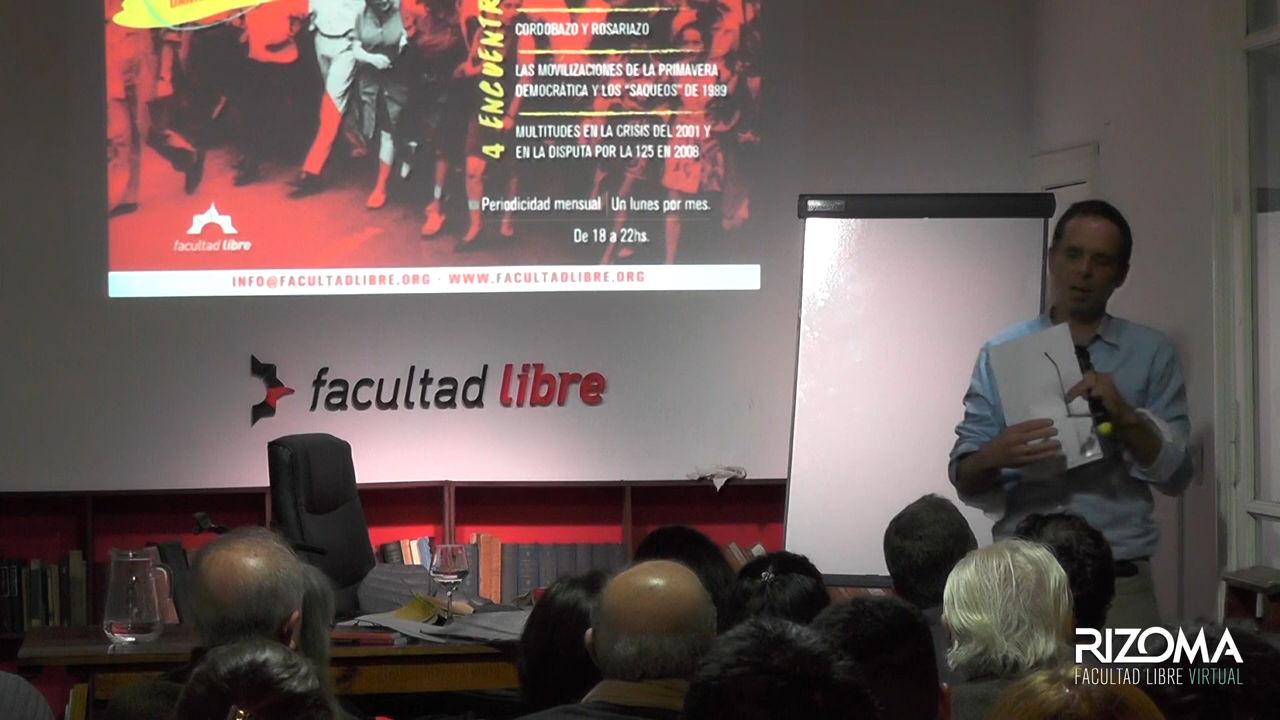 4 ENCUENTR
CORDOBAZO Y ROSARIAZO
LAS MOVILIZACIONES DE LA PRIMAVERA
DEMOCRÁTICA Y LOS "SAQUEOS" DE 1989
MULTITUDES EN LA CRISIS DEL 2001 Y
EN LA DISPUTA POR LA 125 EN 2008
Periodicidad mensual | Un lunes por mes.
De 18 a 22hs.
facultad libre
INFO@FACULTADLIBRE.ORG - WWW.FACULTADLIBRE.ORG
facultad libre
RIZOMA
FACULTAD LIBRE VIRTUAL